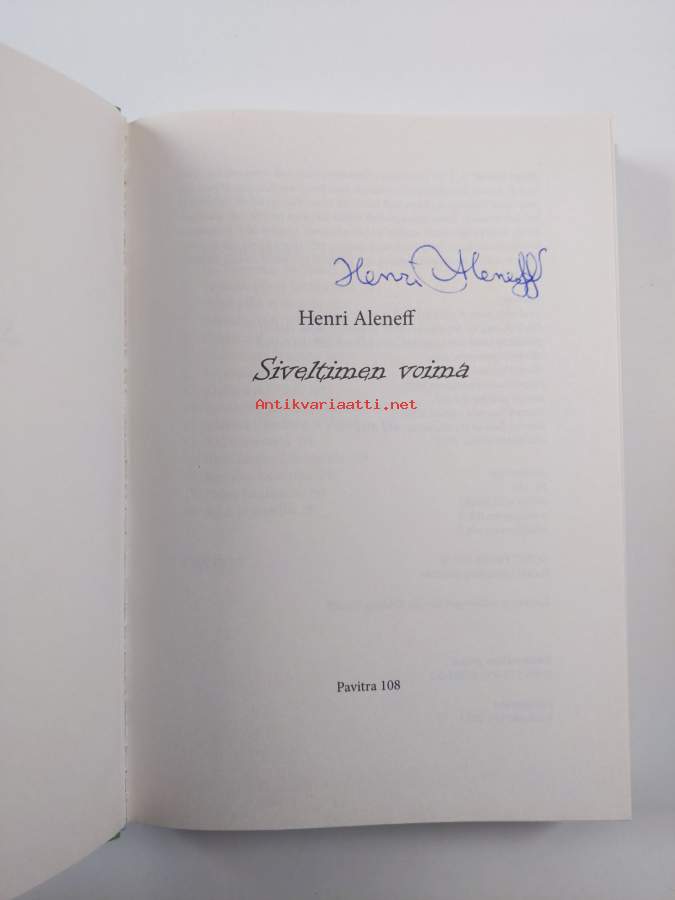 Henri Aleneff
Henri Aleneff
Siveltimen voima
Antikvariaatti.net
Pavitra 108